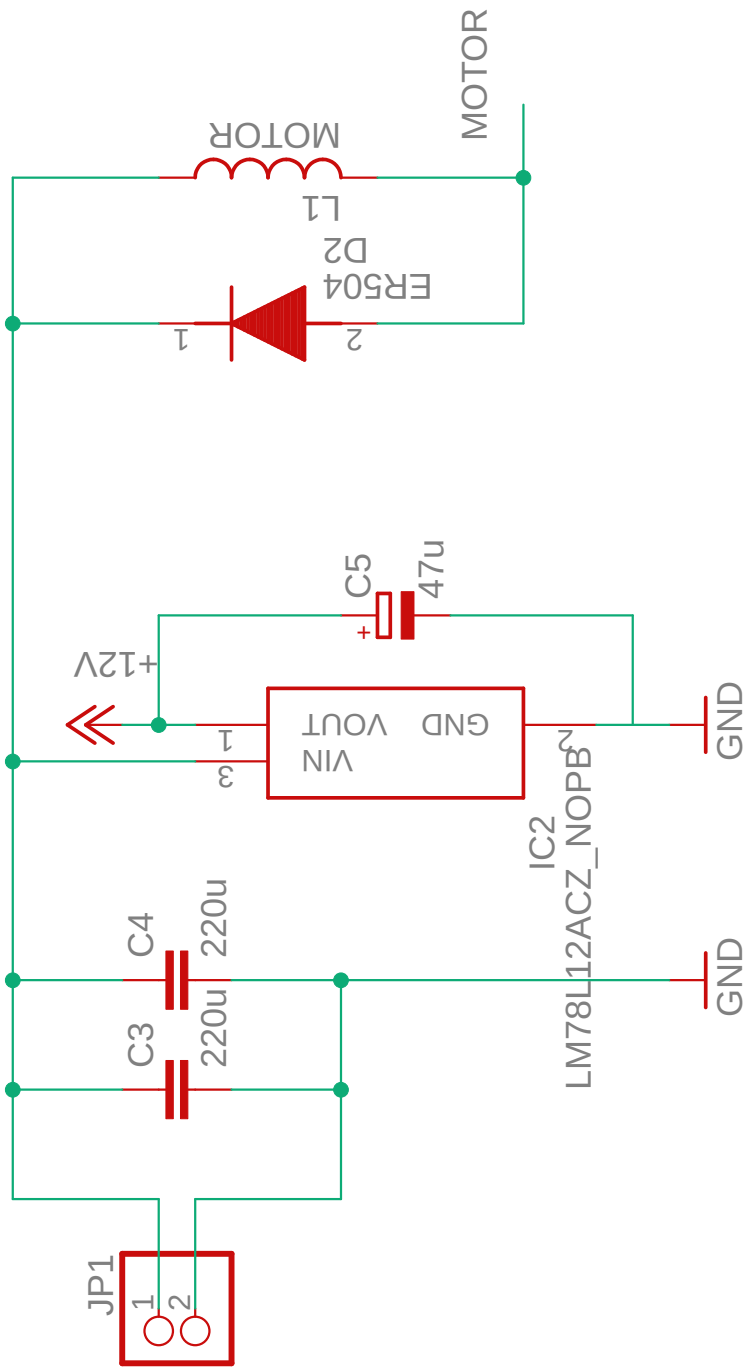 MOTOR
MOTOR
L1
D2
ER504
1
2
C5
47u
+
+12V
1
VOUT
GND
2
3
VIN
GND
IC2
LM78L12ACZ_NOPB
C4
220u
GND
C3
220u
JP1
1
2